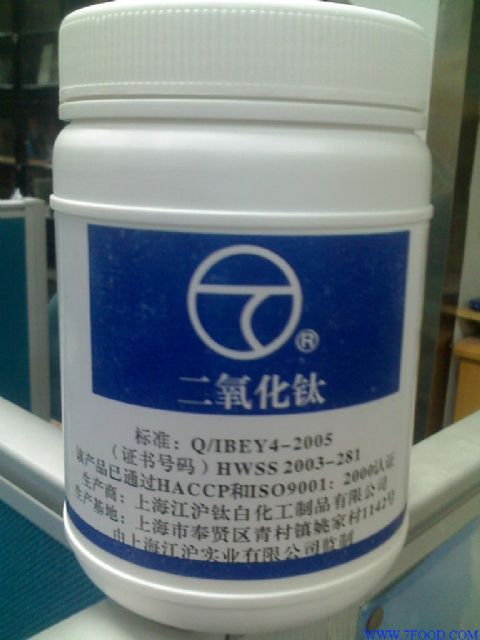 ®
二氧化钛
标准：Q/IBEY4-2005
（证书号码）HWSS 2003-281
该产品已通过HACCP和ISO9001：2000认证
生产商：上海江沪钛白化工制品有限公司
生产基地：上海市奉贤区青村镇姚家村1142号
由上海江沪实业有限公司监制
WWW.7FOOD.COM